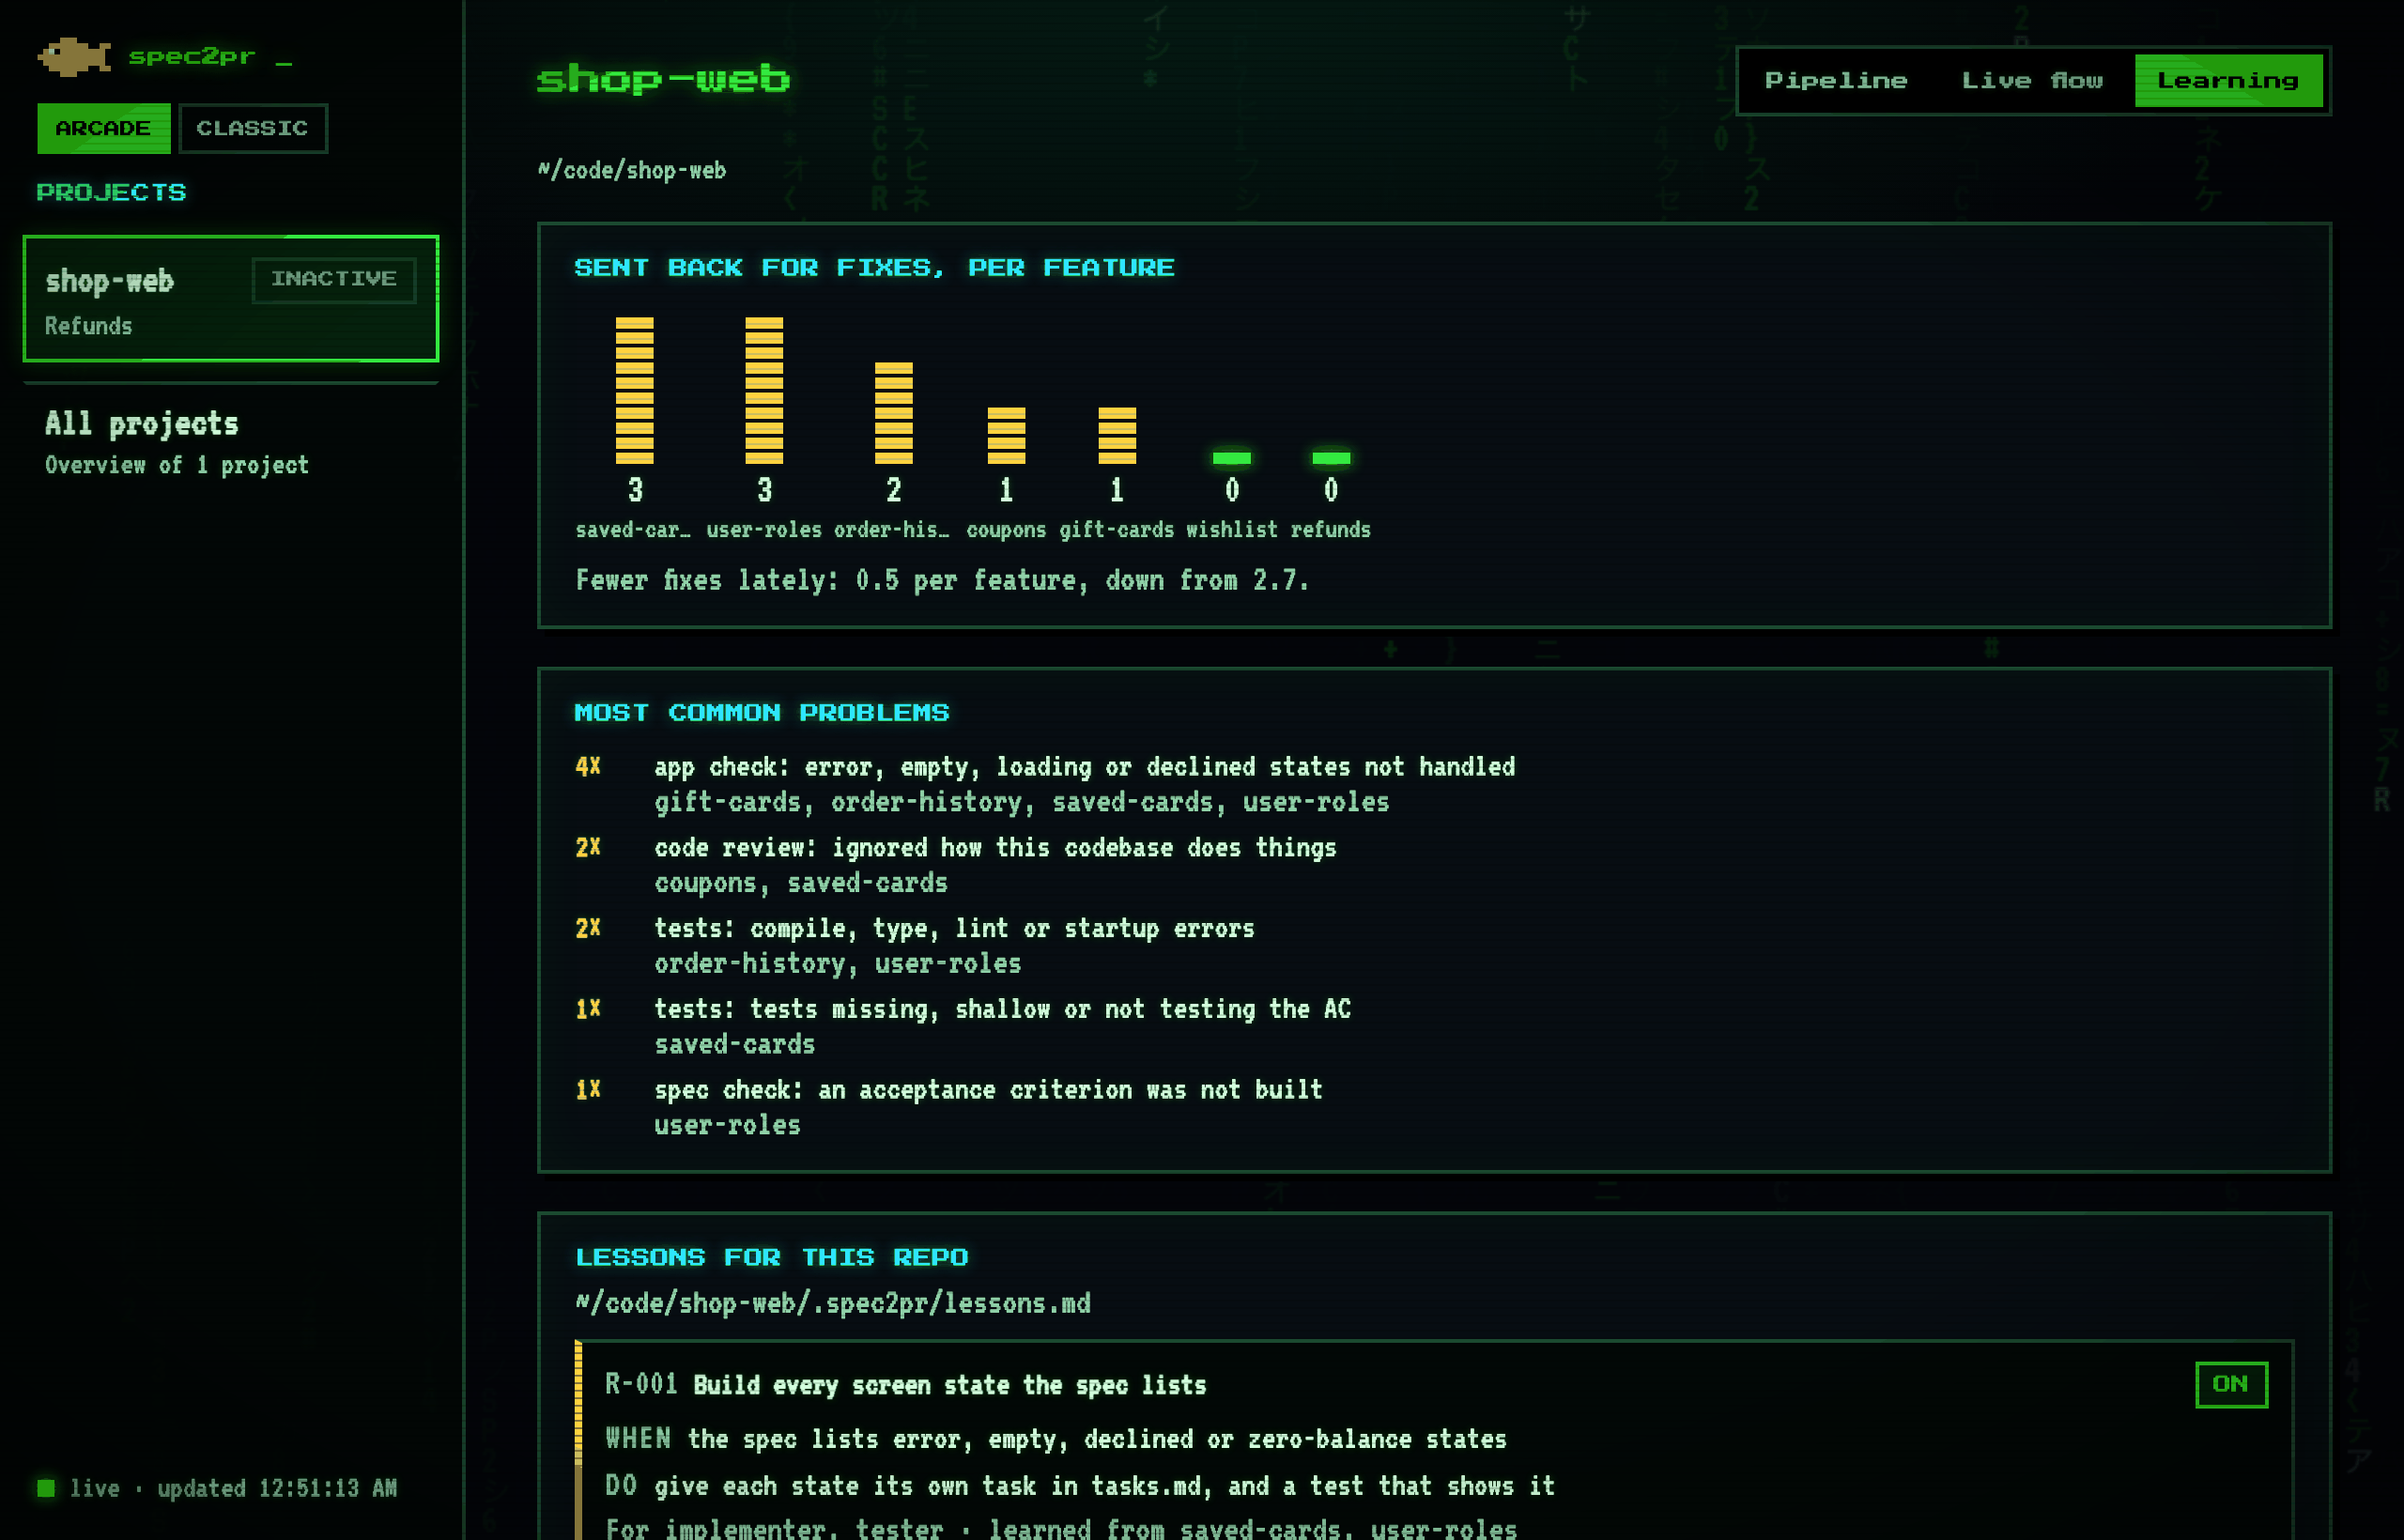 spec2pr _
ARCADE CLASSIC
PROJECTS
shop-web INACTIVE
Refunds
All projects
Overview of 1 project
live · updated 12:51:13 AM
shop-web
Pipeline Live flow Learning
~/code/shop-web
SENT BACK FOR FIXES, PER FEATURE
3 3 2 1 1 0 0
saved-car… user-roles order-his… coupons gift-cards wishlist refunds
Fewer fixes lately: 0.5 per feature, down from 2.7.
MOST COMMON PROBLEMS
4X app check: error, empty, loading or declined states not handled
gift-cards, order-history, saved-cards, user-roles
2X code review: ignored how this codebase does things
coupons, saved-cards
2X tests: compile, type, lint or startup errors
order-history, user-roles
1X tests: tests missing, shallow or not testing the AC
saved-cards
1X spec check: an acceptance criterion was not built
user-roles
LESSONS FOR THIS REPO
~/code/shop-web/.spec2pr/lessons.md
R-001 Build every screen state the spec lists ON
WHEN the spec lists error, empty, declined or zero-balance states
DO give each state its own task in tasks.md, and a test that shows it
For implementer, tester · learned from saved-cards, user-roles